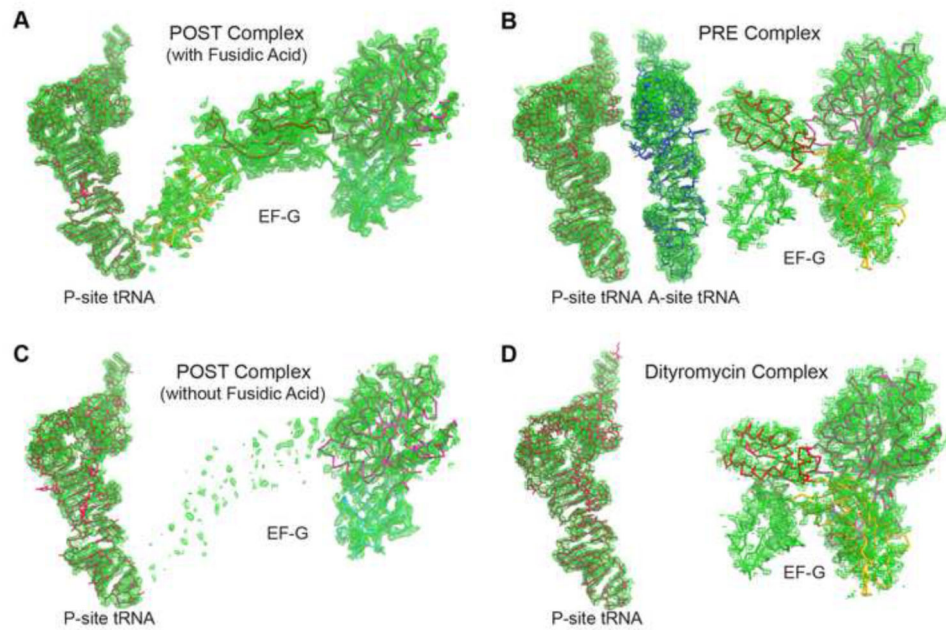 A
POST Complex
(with Fusidic Acid)
EF-G
P-site tRNA
B
PRE Complex
EF-G
P-site tRNA A-site tRNA
C
POST Complex
(without Fusidic Acid)
EF-G
P-site tRNA
D
Dityromycin Complex
EF-G
P-site tRNA